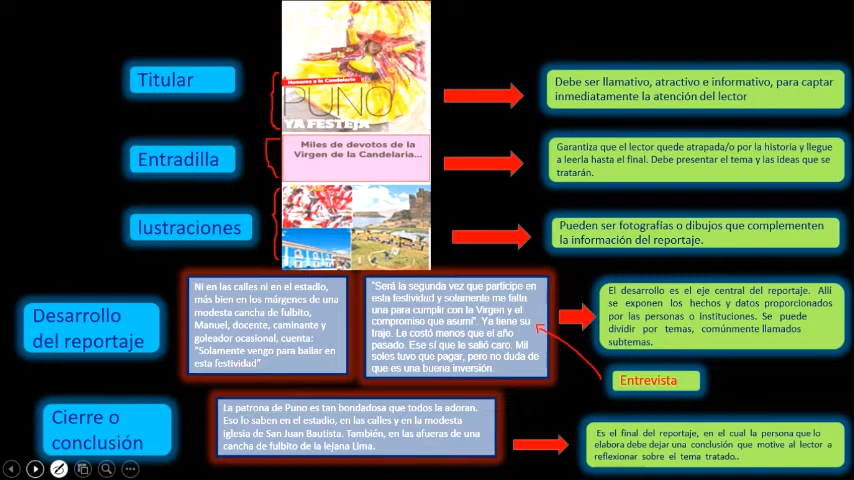 Titular
Honores a la Candelaria
PUNO
YA FESTEJA
Debe ser llamativo, atractivo e informativo, para captar
inmediatamente la atención del lector
Entradilla
Miles de devotos de la
Virgen de la Candelaria...
Garantiza que el lector quede atrapada/o por la historia y llegue
a leerla hasta el final. Debe presentar el tema y las ideas que se
tratarán.
lustraciones
Pueden ser fotografías o dibujos que complementen
la información del reportaje.
Desarrollo
del reportaje
Ni en las calles ni en el estadio,
más bien en los márgenes de una
modesta cancha de fulbito,
Manuel, docente, caminante y
goleador ocasional, cuenta:
"Solamente vengo para bailar en
esta festividad"
"Será la segunda vez que participe en
esta festividad y solamente me falta
una para cumplir con la Virgen y el
compromiso que asumí". Ya tiene su
traje. Le costó menos que el año
pasado. Ese sí que le salió caro. Mil
soles tuvo que pagar, pero no duda de
que es una buena inversión.
El desarrollo es el eje central del reportaje. Allí
se exponen los hechos y datos proporcionados
por las personas o instituciones. Se puede
dividir por temas, comúnmente llamados
subtemas.
Entrevista
Cierre o
conclusión
La patrona de Puno es tan bondadosa que todos la adoran.
Eso lo saben en el estadio, en las calles y en la modesta
iglesia de San Juan Bautista. También, en las afueras de una
cancha de fulbito de la lejana Lima.
Es el final del reportaje, en el cual la persona que lo
elabora debe dejar una conclusión que motive al lector a
reflexionar sobre el tema tratado..